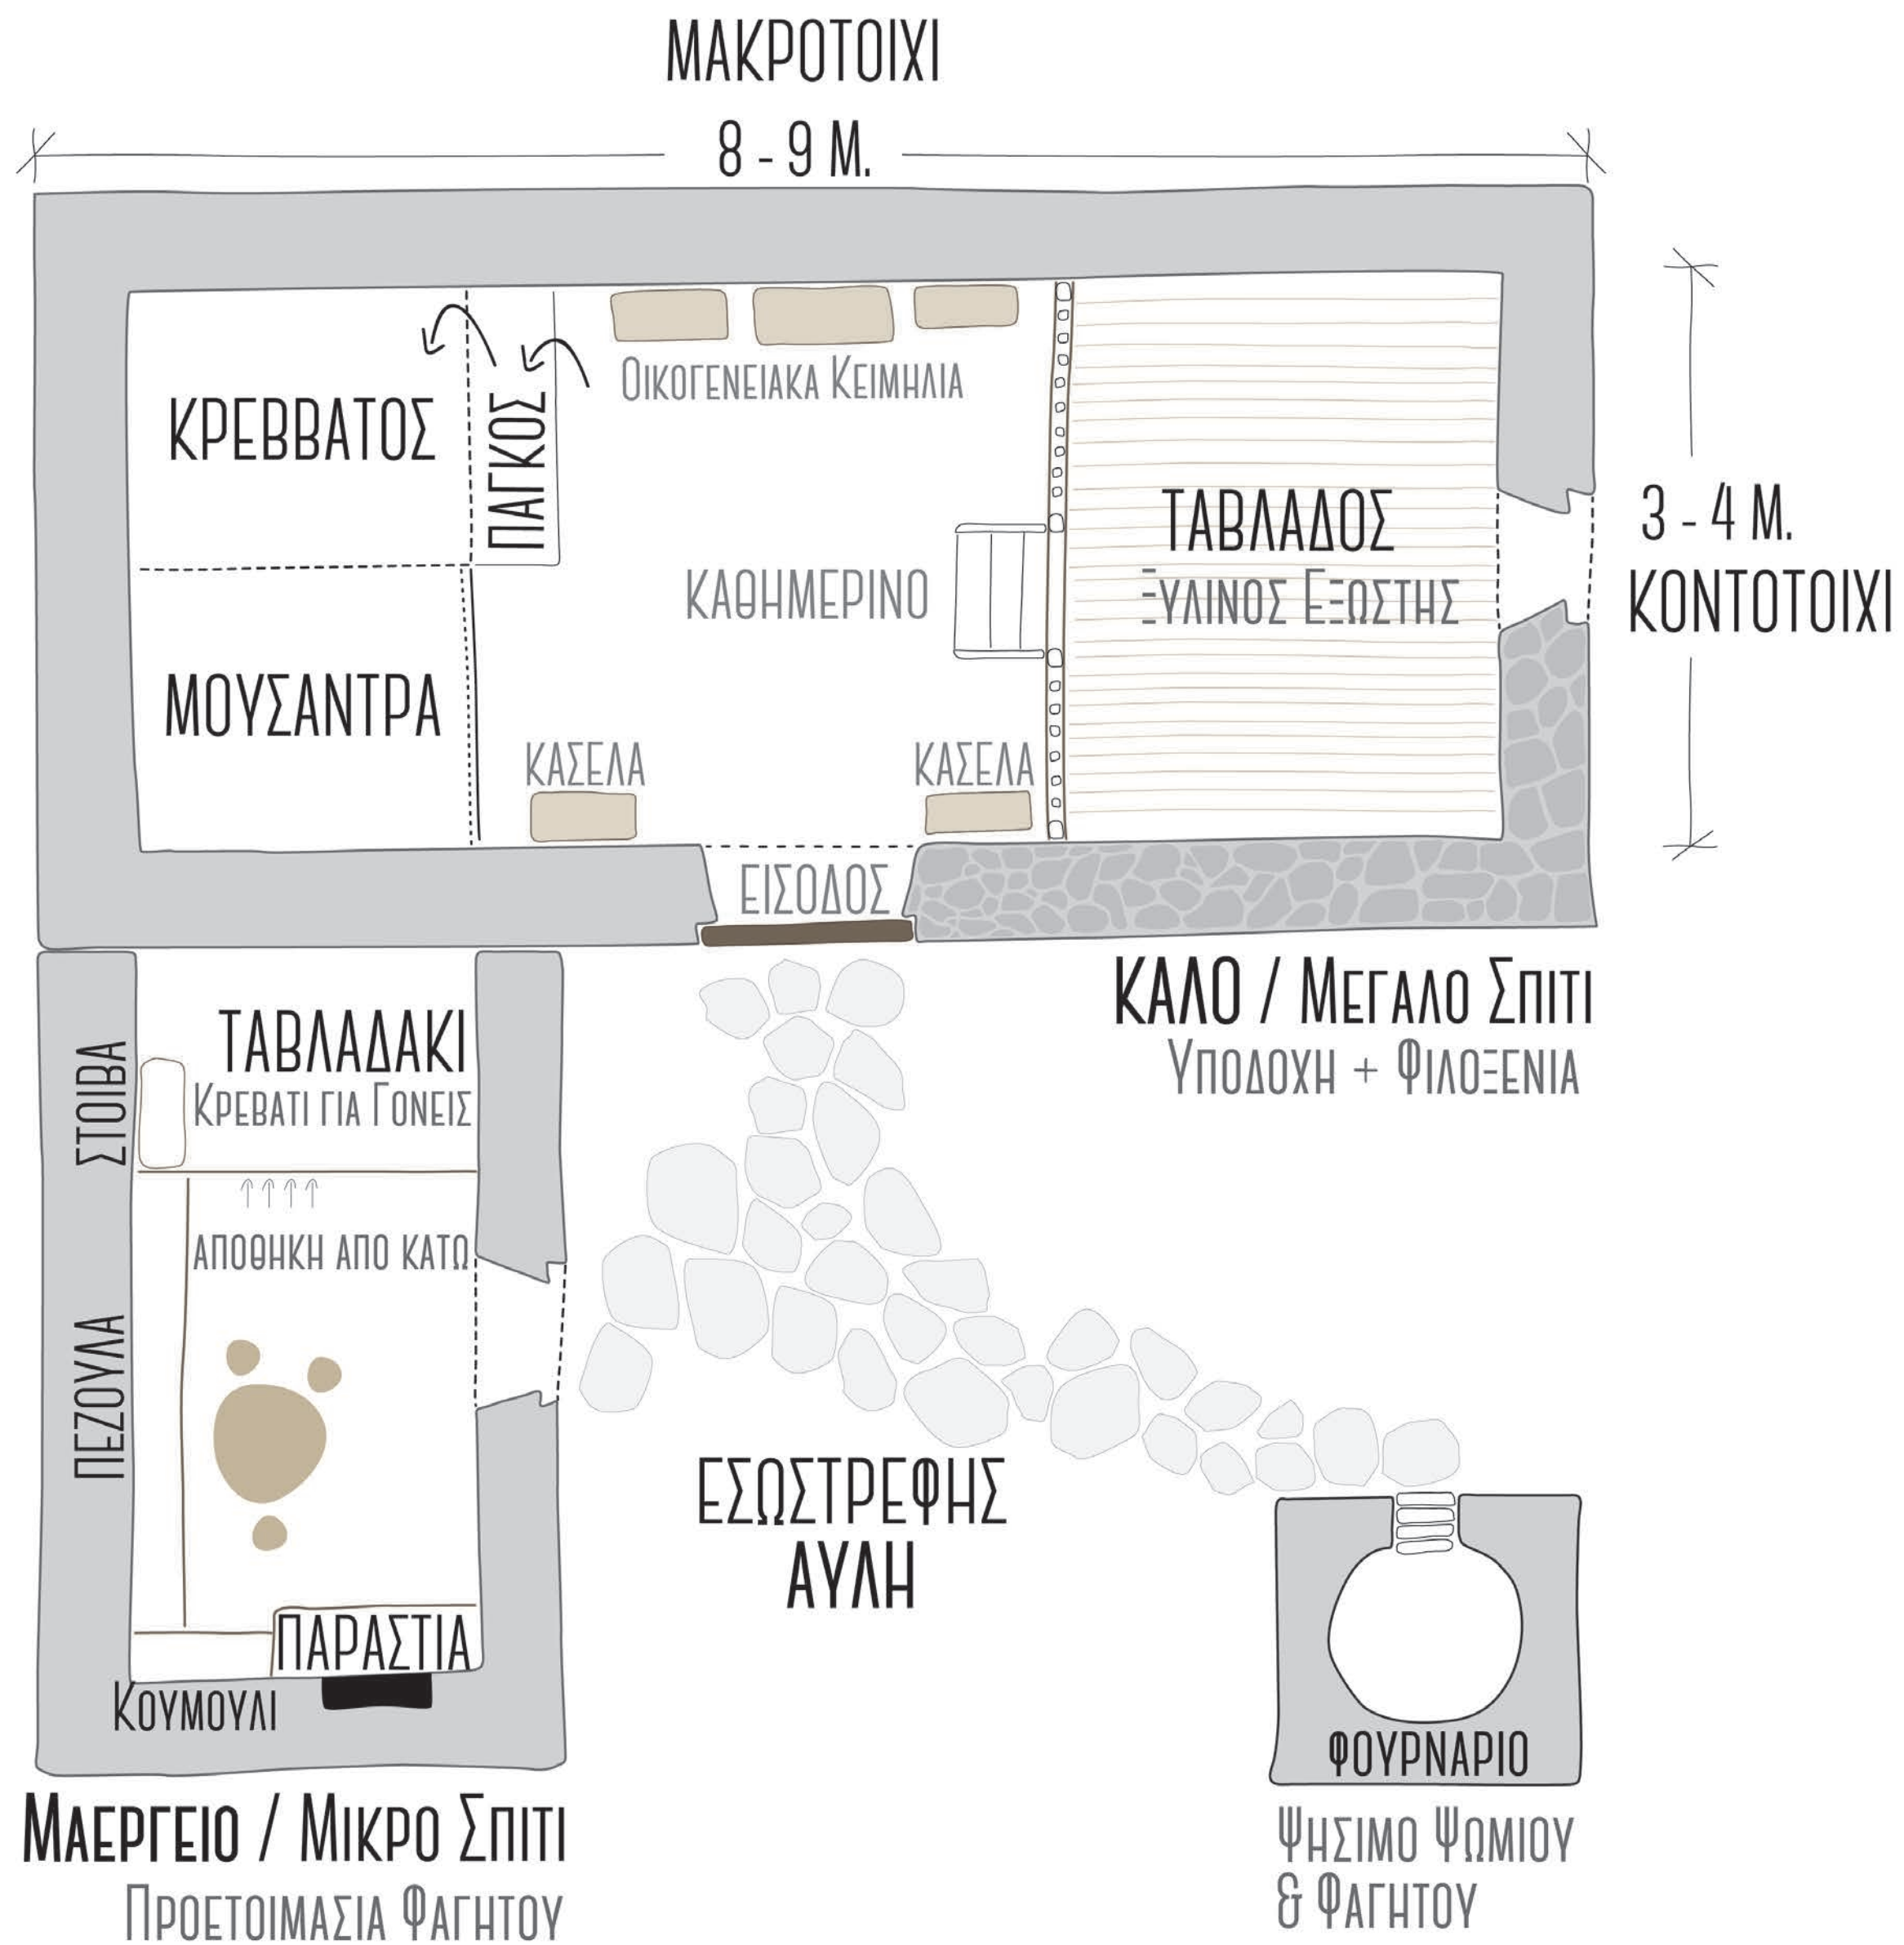 ΜΑΚΡΟΤΟΙΧΙ
8 - 9 Μ.
ΚΡΕΒΒΑΤΟΣ
ΠΑΓΚΟΣ
ΟΙΚΟΓΕΝΕΙΑΚΑ ΚΕΙΜΗΛΙΑ
ΤΑΒΛΑΔΟΣ
ΞΥΛΙΝΟΣ ΕΞΩΣΤΗΣ
3 - 4 Μ.
ΚΟΝΤΟΤΟΙΧΙ
ΚΑΘΗΜΕΡΙΝΟ
ΜΟΥΣΑΝΤΡΑ
ΚΑΣΕΛΑ
ΚΑΣΕΛΑ
ΕΙΣΟΔΟΣ
ΚΑΛΟ / ΜΕΓΑΛΟ ΣΠΙΤΙ
ΥΠΟΔΟΧΗ + ΦΙΛΟΞΕΝΙΑ
ΣΤΟΙΒΑ
ΤΑΒΛΑΔΑΚΙ
ΚΡΕΒΑΤΙ ΓΙΑ ΓΟΝΕΙΣ
ΑΠΟΘΗΚΗ ΑΠΟ ΚΑΤΩ
ΠΕΖΟΥΛΑ
ΕΣΩΣΤΡΕΦΗΣ
ΑΥΛΗ
ΠΑΡΑΣΤΙΑ
ΚΟΥΜΟΥΛΙ
ΦΟΥΡΝΑΡΙΟ
ΜΑΕΡΓΕΙΟ / ΜΙΚΡΟ ΣΠΙΤΙ
ΠΡΟΕΤΟΙΜΑΣΙΑ ΦΑΓΗΤΟΥ
ΨΗΣΙΜΟ ΨΩΜΙΟΥ
& ΦΑΓΗΤΟΥ